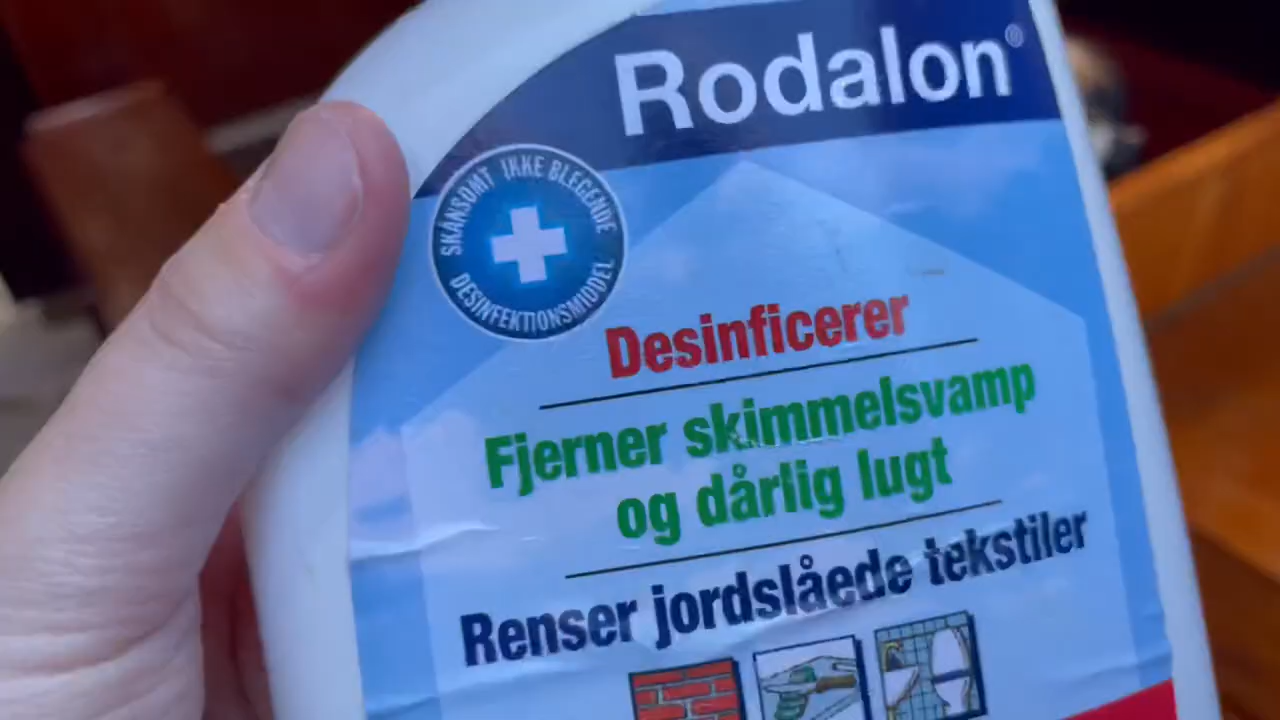 Rodalon®
SKÅNSOMT IKKE BLEGENDE
DESINFEKTIONSMIDDEL
Desinficerer
Fjerner skimmelsvamp
og dårlig lugt
Renser jordslåede tekstiler